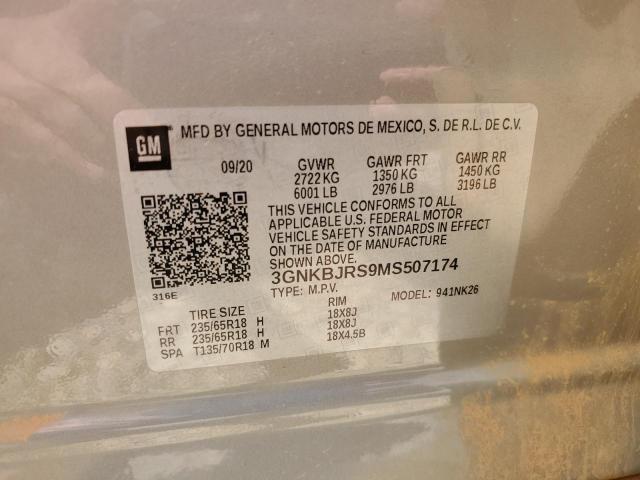 GM ® MFD BY GENERAL MOTORS DE MEXICO, S. DE R.L. DE C.V.
09/20 GVWR GAWR FRT GAWR RR
2722 KG 1350 KG 1450 KG
6001 LB 2976 LB 3196 LB
THIS VEHICLE CONFORMS TO ALL
APPLICABLE U.S. FEDERAL MOTOR
VEHICLE SAFETY STANDARDS IN EFFECT
ON THE DATE OF MANUFACTURE
SHOWN ABOVE.
3GNKBJRS9MS507174
316E TYPE: M.P.V. MODEL: 941NK26
TIRE SIZE RIM
FRT 235/65R18 H 18X8J
RR 235/65R18 H 18X8J
SPA T135/70R18 M 18X4.5B